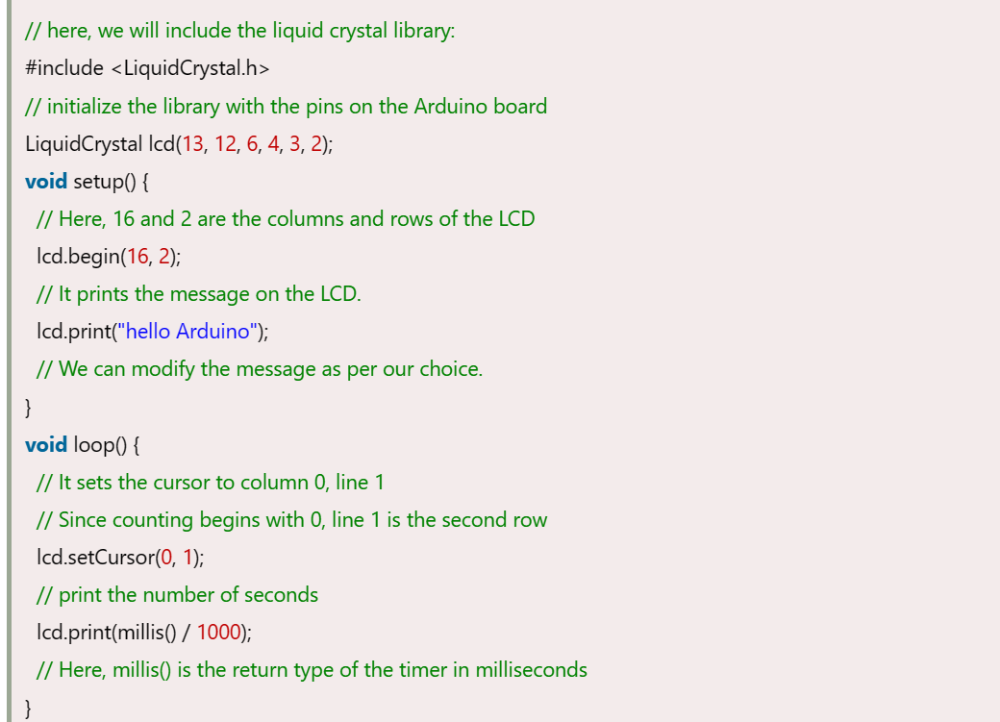 // here, we will include the liquid crystal library:
#include <LiquidCrystal.h>
// initialize the library with the pins on the Arduino board
LiquidCrystal lcd(13, 12, 6, 4, 3, 2);
void setup() {
// Here, 16 and 2 are the columns and rows of the LCD
lcd.begin(16, 2);
// It prints the message on the LCD.
lcd.print("hello Arduino");
// We can modify the message as per our choice.
}
void loop() {
// It sets the cursor to column 0, line 1
// Since counting begins with 0, line 1 is the second row
lcd.setCursor(0, 1);
// print the number of seconds
lcd.print(millis() / 1000);
// Here, millis() is the return type of the timer in milliseconds
}